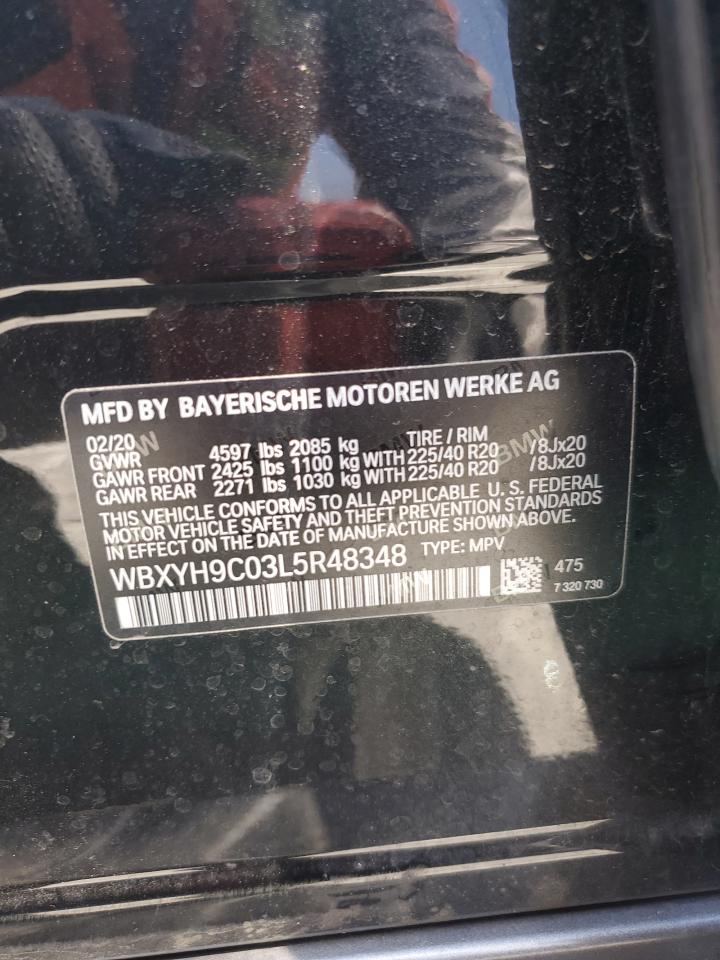 MFD BY BAYERISCHE MOTOREN WERKE AG
02/20 TIRE / RIM
GVWR 4597 lbs 2085 kg
GAWR FRONT 2425 lbs 1100 kg WITH 225/40 R20 /8Jx20
GAWR REAR 2271 lbs 1030 kg WITH 225/40 R20 /8Jx20
THIS VEHICLE CONFORMS TO ALL APPLICABLE U. S. FEDERAL
MOTOR VEHICLE SAFETY AND THEFT PREVENTION STANDARDS
IN EFFECT ON THE DATE OF MANUFACTURE SHOWN ABOVE.
WBXYH9C03L5R48348 TYPE: MPV
475
7 320 730